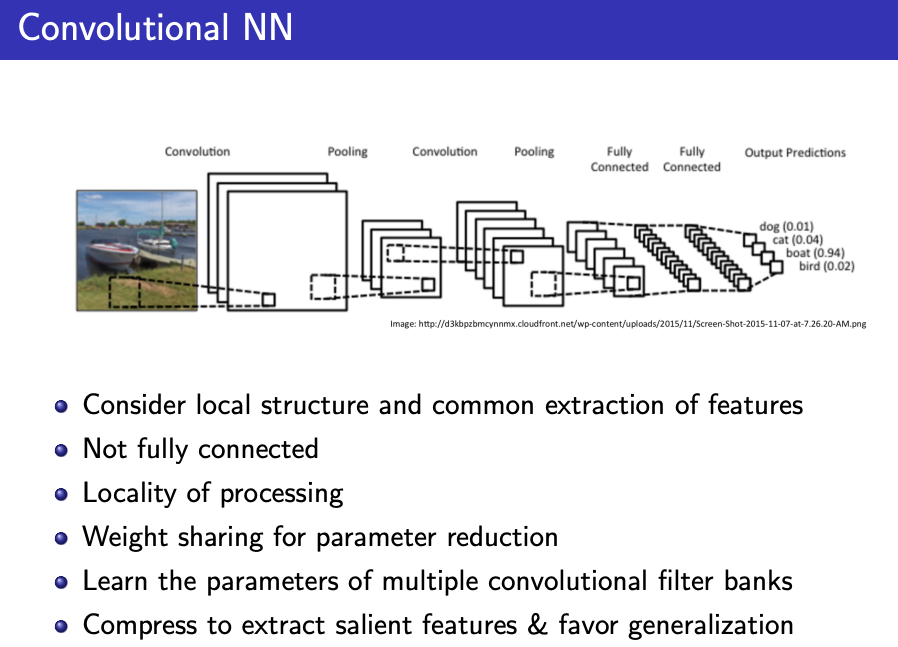 Convolutional NN
Convolution Pooling Convolution Pooling Fully Connected Fully Connected Output Predictions
dog (0.01)
cat (0.04)
boat (0.94)
bird (0.02)
Image: http://d3kbpzbmcynnmx.cloudfront.net/wp-content/uploads/2015/11/Screen-Shot-2015-11-07-at-7.26.20-AM.png
Consider local structure and common extraction of features
Not fully connected
Locality of processing
Weight sharing for parameter reduction
Learn the parameters of multiple convolutional filter banks
Compress to extract salient features & favor generalization